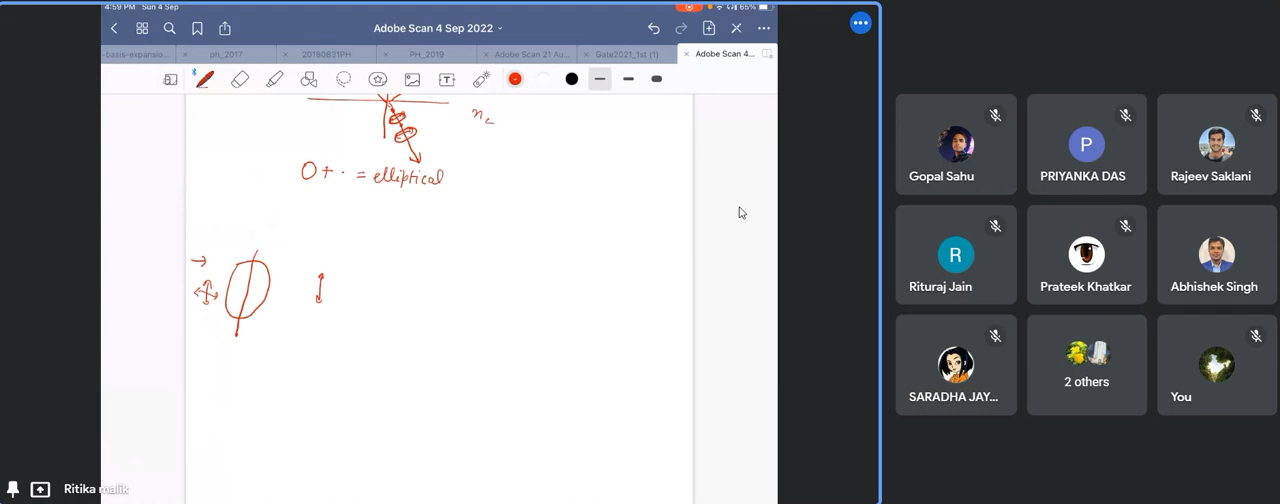 4:59 PM Sun 4 Sep
65%
Adobe Scan 4 Sep 2022
-basis-expansio...
ph_2017
20180831PH
PH_2019
Adobe Scan 21 Au...
Gate2021_1st( (1)
Adobe Scan 4...
n
O + · = elliptical
Gopal Sahu
P
PRIYANKA DAS
Rajeev Saklani
R
Rituraj Jain
Prateek Khatkar
Abhishek Singh
SARADHA JAY...
2 others
You
Ritika malik